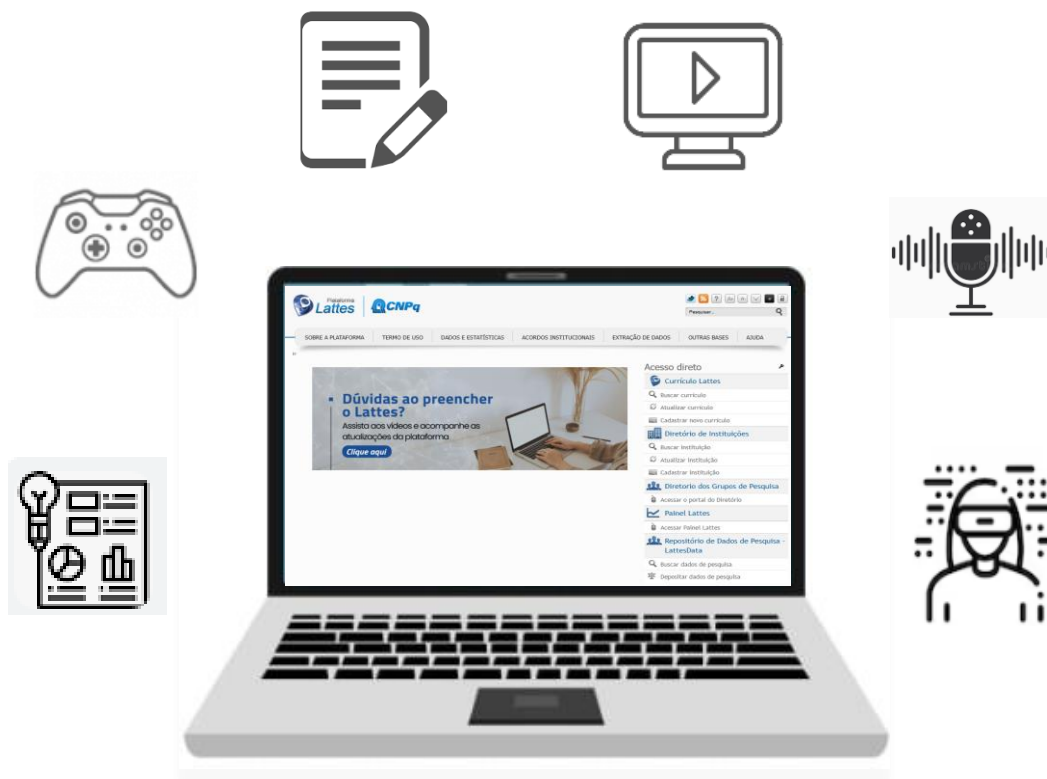 Plataforma
Lattes
CNPq
Pesquisar...
SOBRE A PLATAFORMA TERMO DE USO DADOS E ESTATÍSTICAS ACORDOS INSTITUCIONAIS EXTRAÇÃO DE DADOS OUTRAS BASES AJUDA
Dúvidas ao preencher
o Lattes?
Assista aos vídeos e acompanhe as
atualizações da plataforma
Clique aqui
Acesso direto
Currículo Lattes
Buscar currículo
Atualizar currículo
Cadastrar novo currículo
Diretório de Instituições
Buscar instituição
Atualizar instituição
Cadastrar instituição
Diretorio dos Grupos de Pesquisa
Acessar o portal do Diretório
Painel Lattes
Acessar Painel Lattes
Repositório de Dados de Pesquisa -
LattesData
Buscar dados de pesquisa
Depositar dados de pesquisa